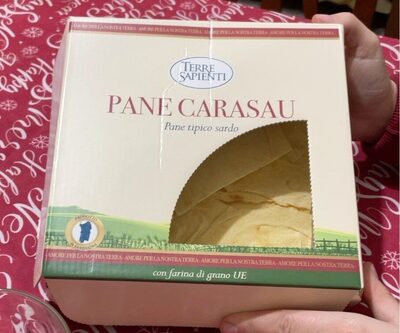 AMORE PER LA NOSTRA TERRA - AMORE PER LA NOSTRA TERRA - AMORE PER LA NOSTRA TERRA
TERRE
SAPIENTI
PANE CARASAU
Pane tipico sardo
AMORE PER LA NOSTRA TERRA - AMORE PER LA NOSTRA TERRA - AMORE PER LA NOSTRA TERRA
con farina di grano UE